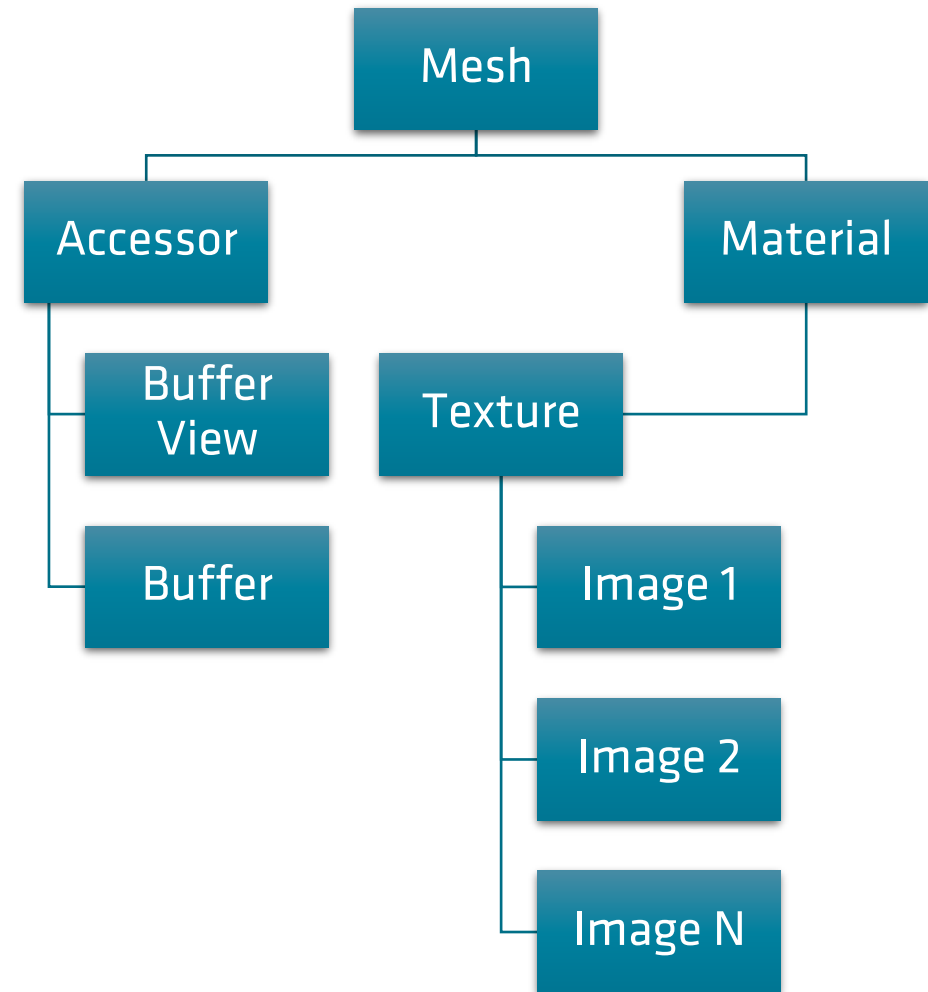 Mesh
Accessor
Material
Buffer
View
Texture
Buffer
Image 1
Image 2
Image N